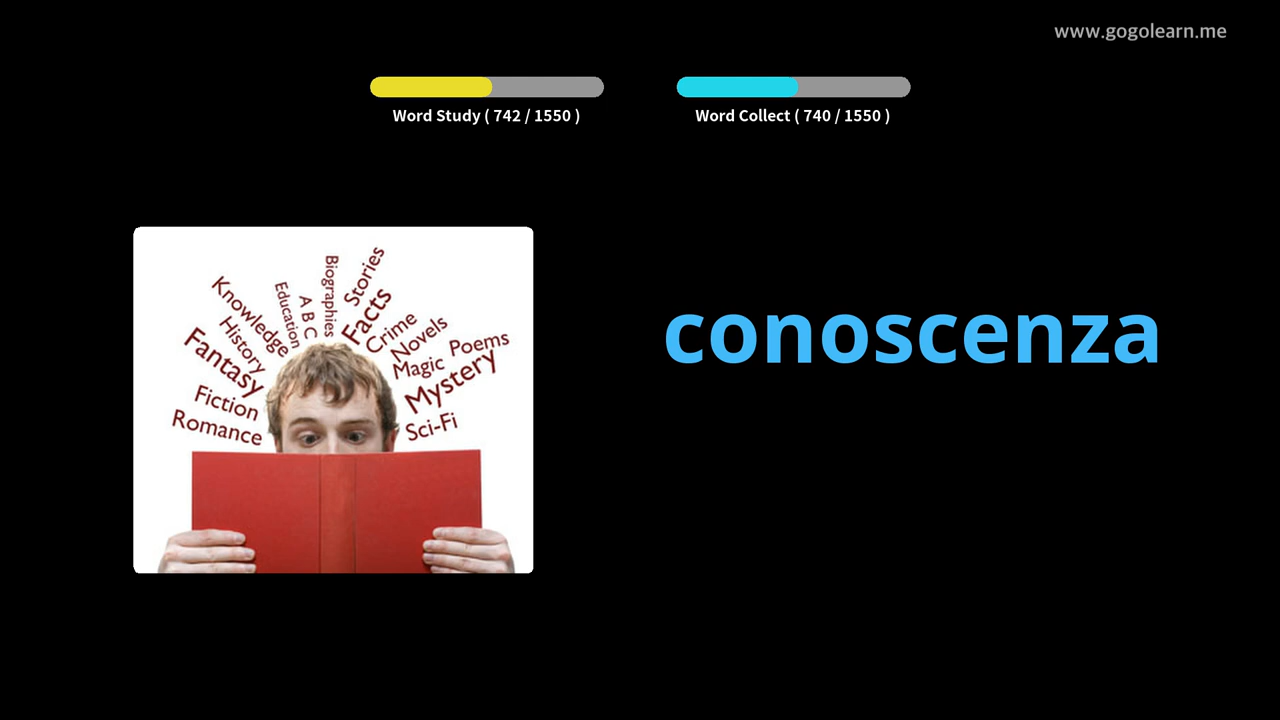 www.gogolearn.me
Word Study ( 742 / 1550 )
Word Collect ( 740 / 1550 )
conoscenza
Romance
Fiction
Fantasy
History
Knowledge
Education
A B C
Biographies
Stories
Facts
Crime
Novels
Magic
Poems
Mystery
Sci-Fi